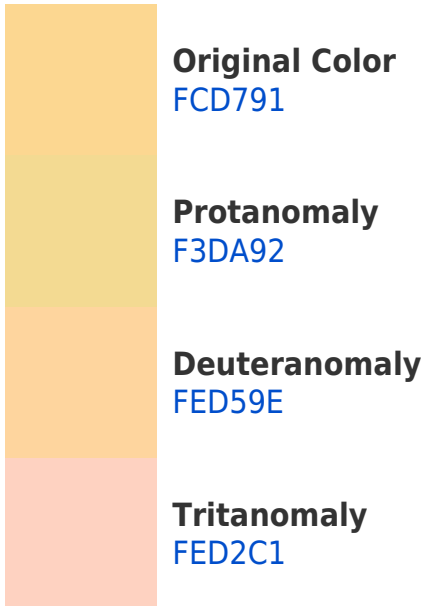 Original Color
FCD791
Protanomaly
F3DA92
Deuteranomaly
FED59E
Tritanomaly
FED2C1